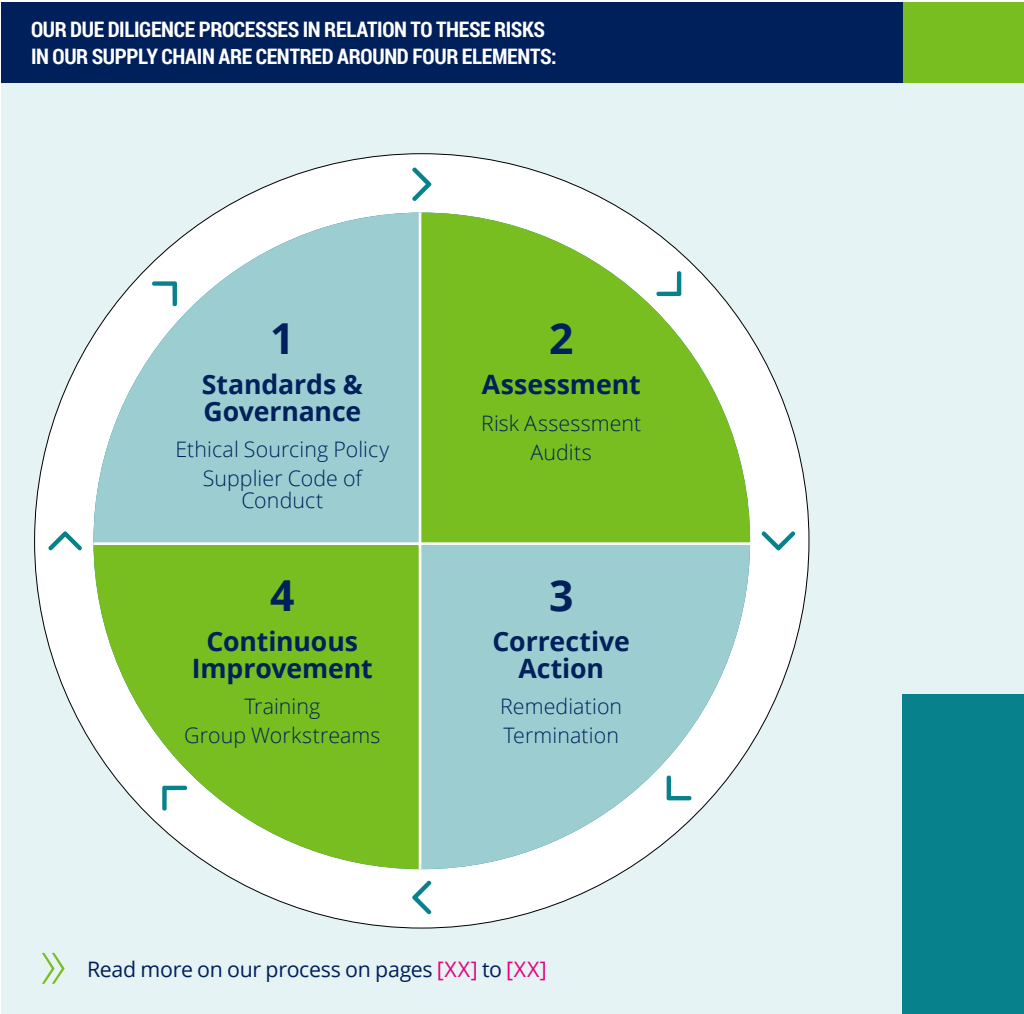 OUR DUE DILIGENCE PROCESSES IN RELATION TO THESE RISKS
IN OUR SUPPLY CHAIN ARE CENTRED AROUND FOUR ELEMENTS:
1
Standards &
Governance
Ethical Sourcing Policy
Supplier Code of
Conduct
2
Assessment
Risk Assessment
Audits
3
Corrective
Action
Remediation
Termination
4
Continuous
Improvement
Training
Group Workstreams
Read more on our process on pages [XX] to [XX]